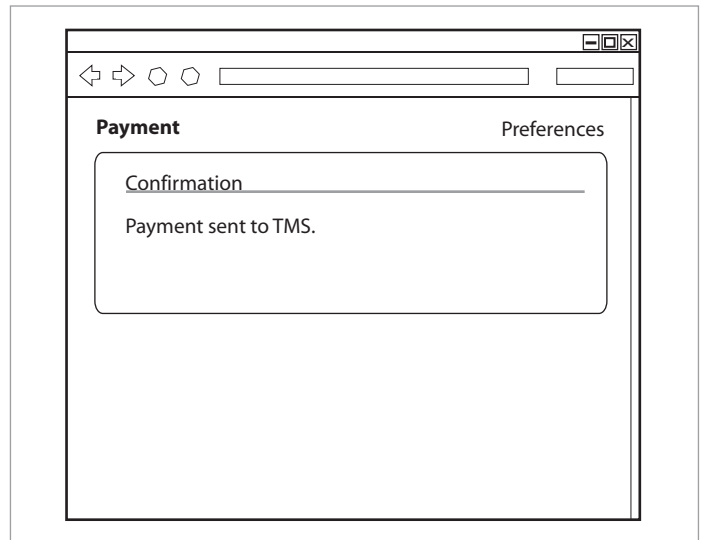 Payment
Preferences
Confirmation
Payment sent to TMS.